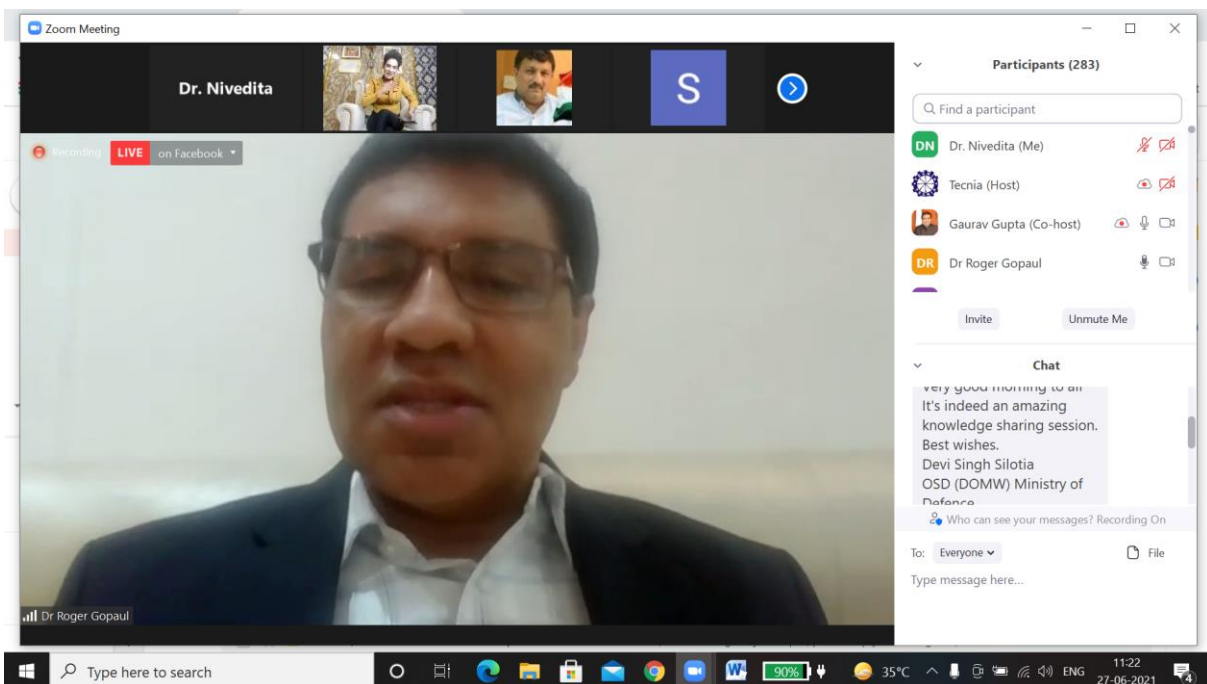 Zoom Meeting
Dr. Nivedita
S
Recording LIVE on Facebook
Dr Roger Gopaul
Participants (283)
Find a participant
DN Dr. Nivedita (Me)
Tecnia (Host)
Gaurav Gupta (Co-host)
DR Dr Roger Gopaul
Invite Unmute Me
Chat
Very good morning to all
It's indeed an amazing
knowledge sharing session.
Best wishes.
Devi Singh Silotia
OSD (DOMW) Ministry of
Defence
Who can see your messages? Recording On
To: Everyone File
Type message here...
Type here to search
W 90% 35°C ENG 11:22
27-06-2021
4